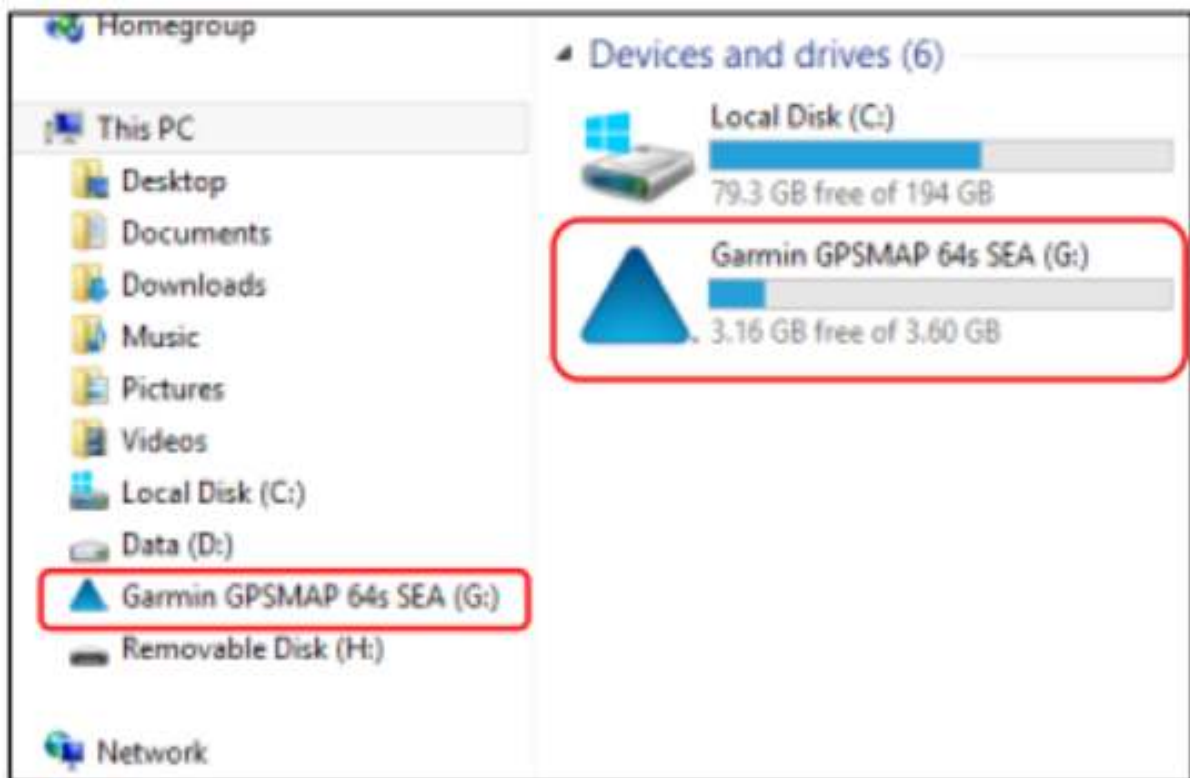 Homegroup
This PC
Desktop
Documents
Downloads
Music
Pictures
Videos
Local Disk (C:)
Data (D:)
Garmin GPSMAP 64s SEA (G:)
Removable Disk (H:)
Network
Devices and drives (6)
Local Disk (C:)
79.3 GB free of 194 GB
Garmin GPSMAP 64s SEA (G:)
3.16 GB free of 3.60 GB